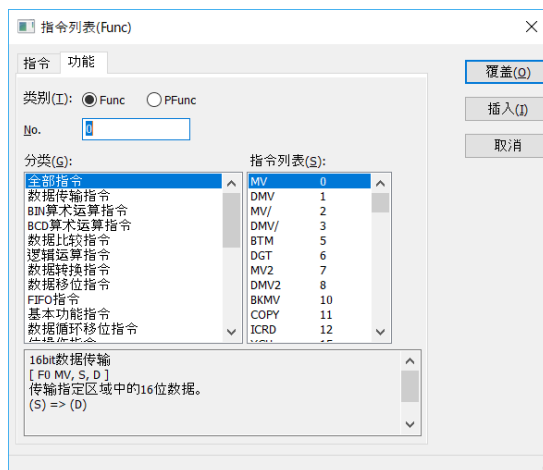 指令列表(Func)
指令 功能
覆盖(O)
类别(T): Func PFunc
插入(I)
No. 0
取消
分类(G): 指令列表(S):
全部指令 MV 0
数据传输指令 DMV 1
BIN算术运算指令 MV/ 2
BCD算术运算指令 DMV/ 3
数据比较指令 BTM 5
逻辑运算指令 DGT 6
数据转换指令 MV2 7
数据移位指令 DMV2 8
FIFO指令 BKMV 10
基本功能指令 COPY 11
数据循环移位指令 ICRD 12
16bit数据传输
[ F0 MV, S, D ]
传输指定区域中的16位数据。
(S) => (D)